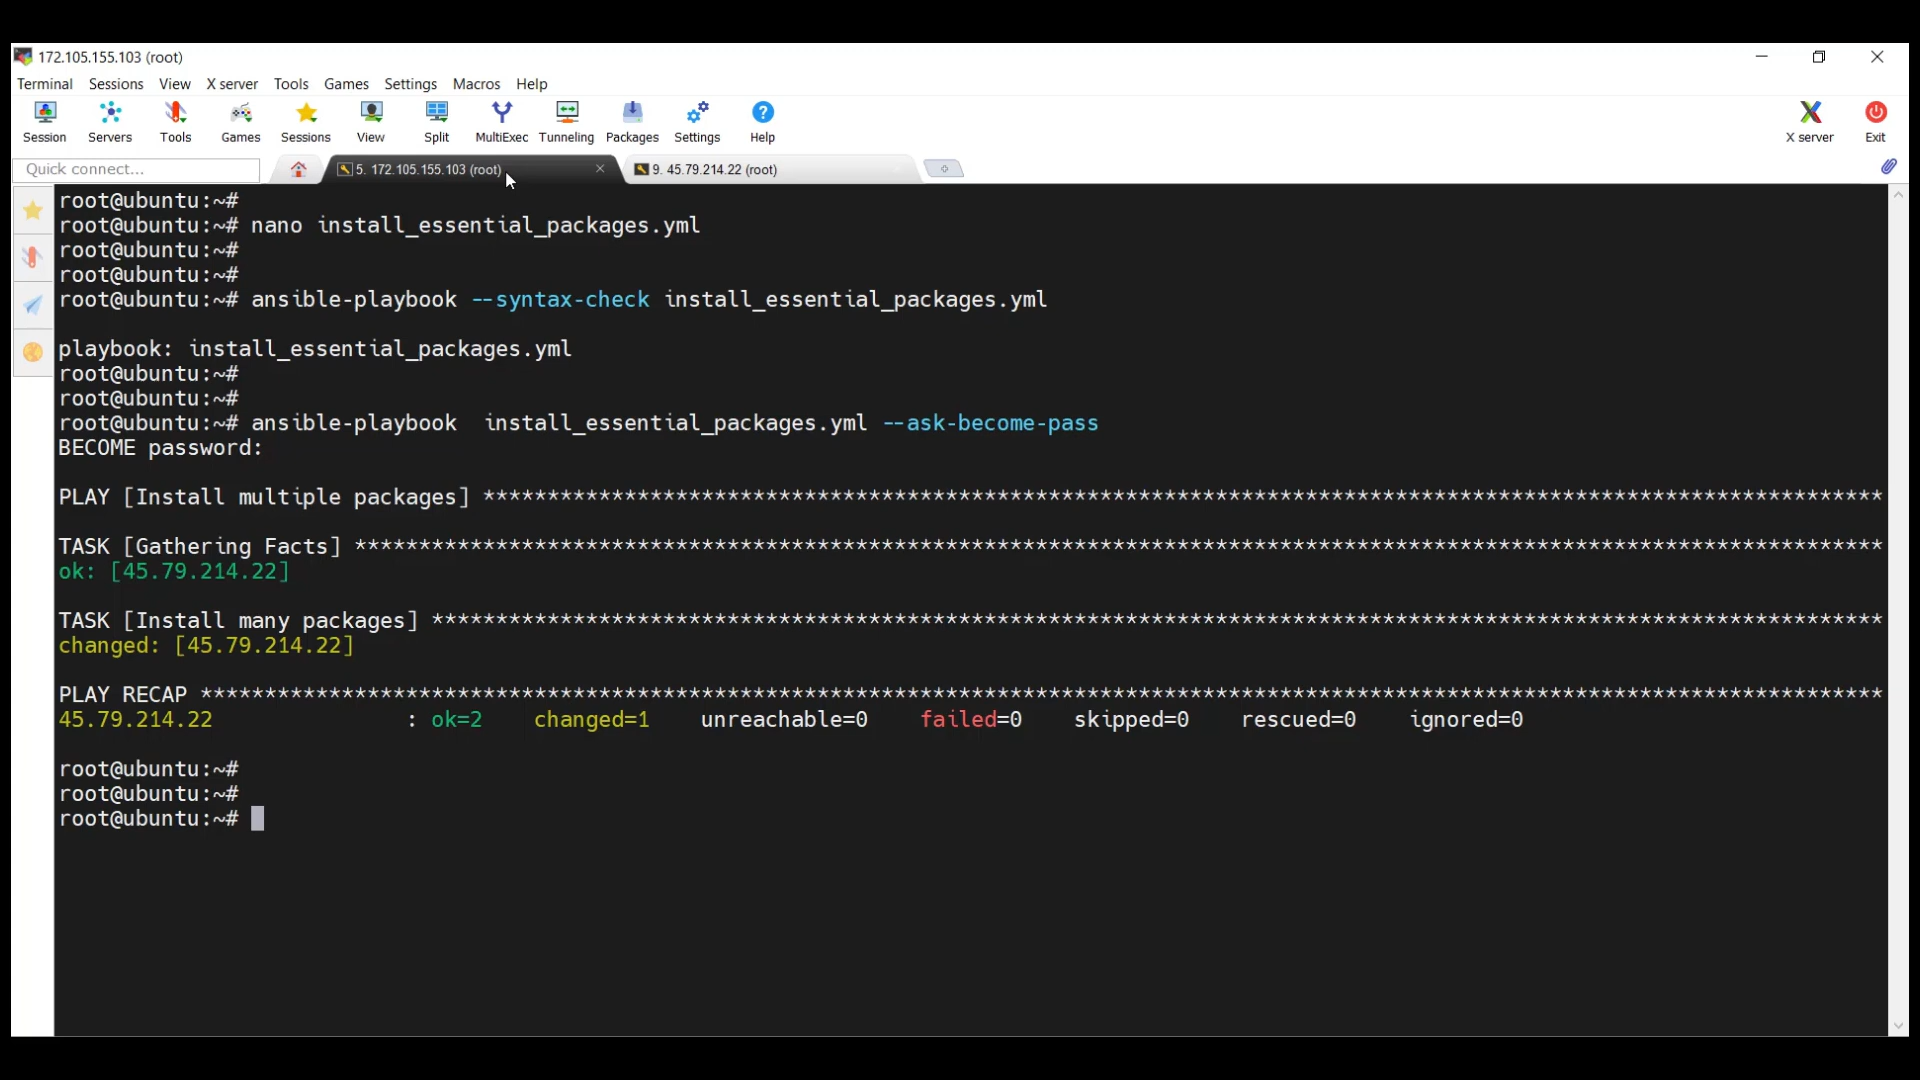 172.105.155.103 (root)
Terminal Sessions View X server Tools Games Settings Macros Help
Session Servers Tools Games Sessions View Split MultiExec Tunneling Packages Settings Help X server Exit
Quick connect... 5. 172.105.155.103 (root) 9. 45.79.214.22 (root)
root@ubuntu:~#
root@ubuntu:~# nano install_essential_packages.yml
root@ubuntu:~#
root@ubuntu:~#
root@ubuntu:~# ansible-playbook --syntax-check install_essential_packages.yml
playbook: install_essential_packages.yml
root@ubuntu:~#
root@ubuntu:~#
root@ubuntu:~# ansible-playbook  install_essential_packages.yml --ask-become-pass
BECOME password:
PLAY [Install multiple packages] *************************************************************************************************************
TASK [Gathering Facts] ***********************************************************************************************************************
ok: [45.79.214.22]
TASK [Install many packages] *****************************************************************************************************************
changed: [45.79.214.22]
PLAY RECAP ***********************************************************************************************************************************
45.79.214.22 : ok=2 changed=1 unreachable=0 failed=0 skipped=0 rescued=0 ignored=0
root@ubuntu:~#
root@ubuntu:~#
root@ubuntu:~#